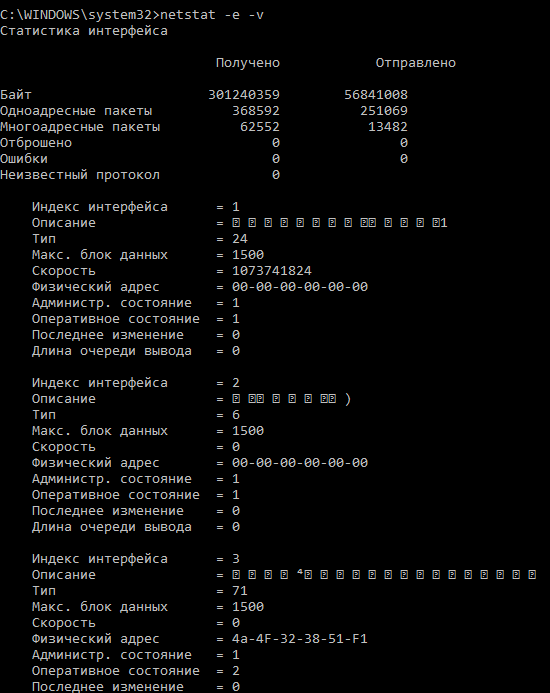 C:\WINDOWS\system32>netstat -e -v
Статистика интерфейса
Получено Отправлено
Байт 301240359 56841008
Одноадресные пакеты 368592 251069
Многоадресные пакеты 62552 13482
Отброшено 0 0
Ошибки 0 0
Неизвестный протокол 0
Индекс интерфейса = 1
Описание = 1
Тип = 24
Макс. блок данных = 1500
Скорость = 1073741824
Физический адрес = 00-00-00-00-00-00
Администр. состояние = 1
Оперативное состояние = 1
Последнее изменение = 0
Длина очереди вывода = 0
Индекс интерфейса = 2
Описание = )
Тип = 6
Макс. блок данных = 1500
Скорость = 0
Физический адрес = 00-00-00-00-00-00
Администр. состояние = 1
Оперативное состояние = 1
Последнее изменение = 0
Длина очереди вывода = 0
Индекс интерфейса = 3
Описание = ⁴
Тип = 71
Макс. блок данных = 1500
Скорость = 0
Физический адрес = 4a-4F-32-38-51-F1
Администр. состояние = 1
Оперативное состояние = 2
Последнее изменение = 0